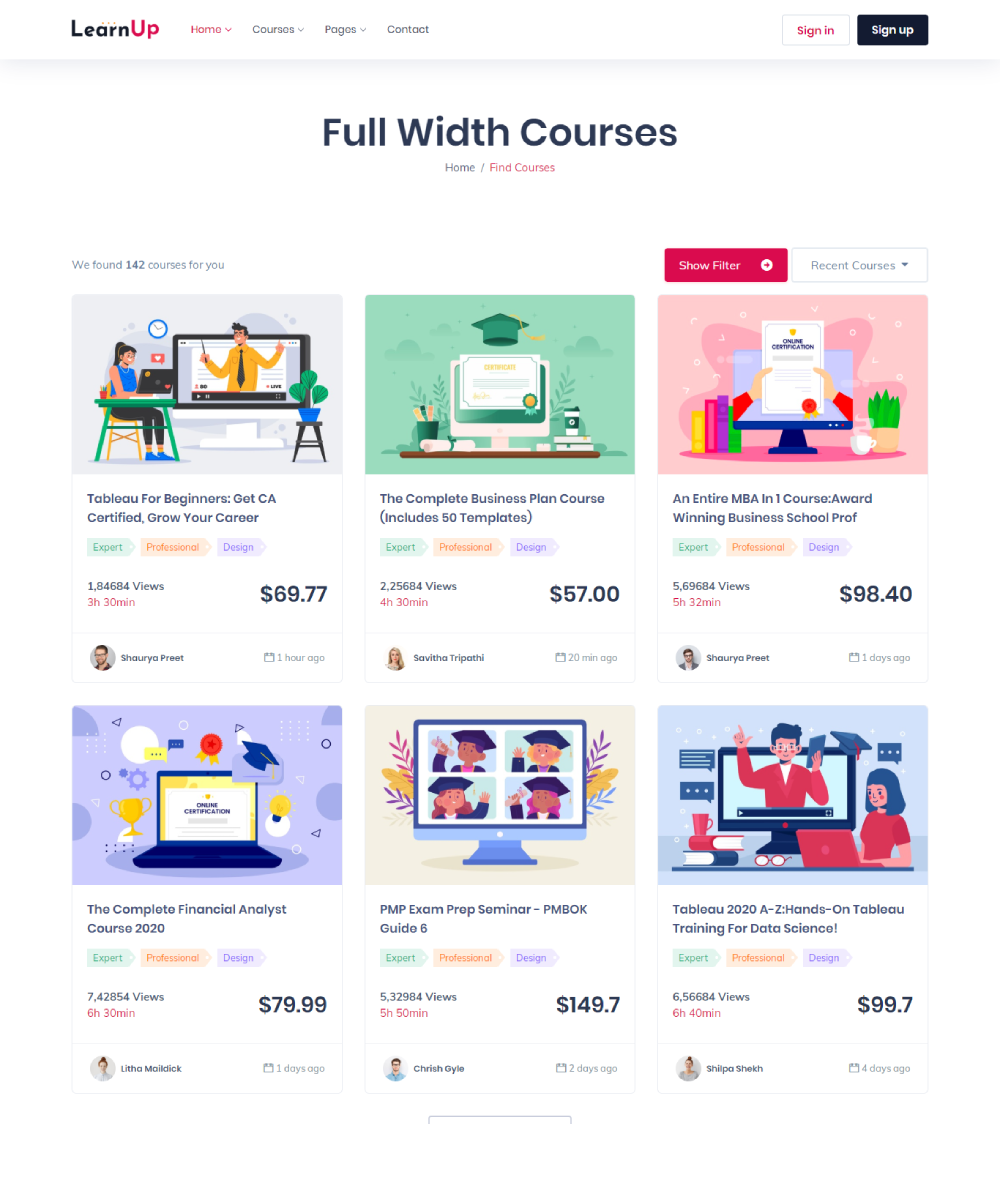 LearnUp
Home Courses Pages Contact Sign in Sign up
Full Width Courses
Home / Find Courses
We found 142 courses for you
Show Filter Recent Courses
BD LIVE
CERTIFICATE
ONLINE
CERTIFICATION
Tableau For Beginners: Get CA
Certified, Grow Your Career
Expert Professional Design
1,84684 Views
3h 30min
$69.77
Shaurya Preet 1 hour ago
The Complete Business Plan Course
(Includes 50 Templates)
Expert Professional Design
2,25684 Views
4h 30min
$57.00
Savitha Tripathi 20 min ago
An Entire MBA In 1 Course:Award
Winning Business School Prof
Expert Professional Design
5,69684 Views
5h 32min
$98.40
Shaurya Preet 1 days ago
ONLINE
CERTIFICATION
The Complete Financial Analyst
Course 2020
Expert Professional Design
7,42854 Views
6h 30min
$79.99
Litha Maildick 1 days ago
PMP Exam Prep Seminar - PMBOK
Guide 6
Expert Professional Design
5,32984 Views
5h 50min
$149.7
Chrish Gyle 2 days ago
Tableau 2020 A-Z:Hands-On Tableau
Training For Data Science!
Expert Professional Design
6,56684 Views
6h 40min
$99.7
Shilpa Shekh 4 days ago